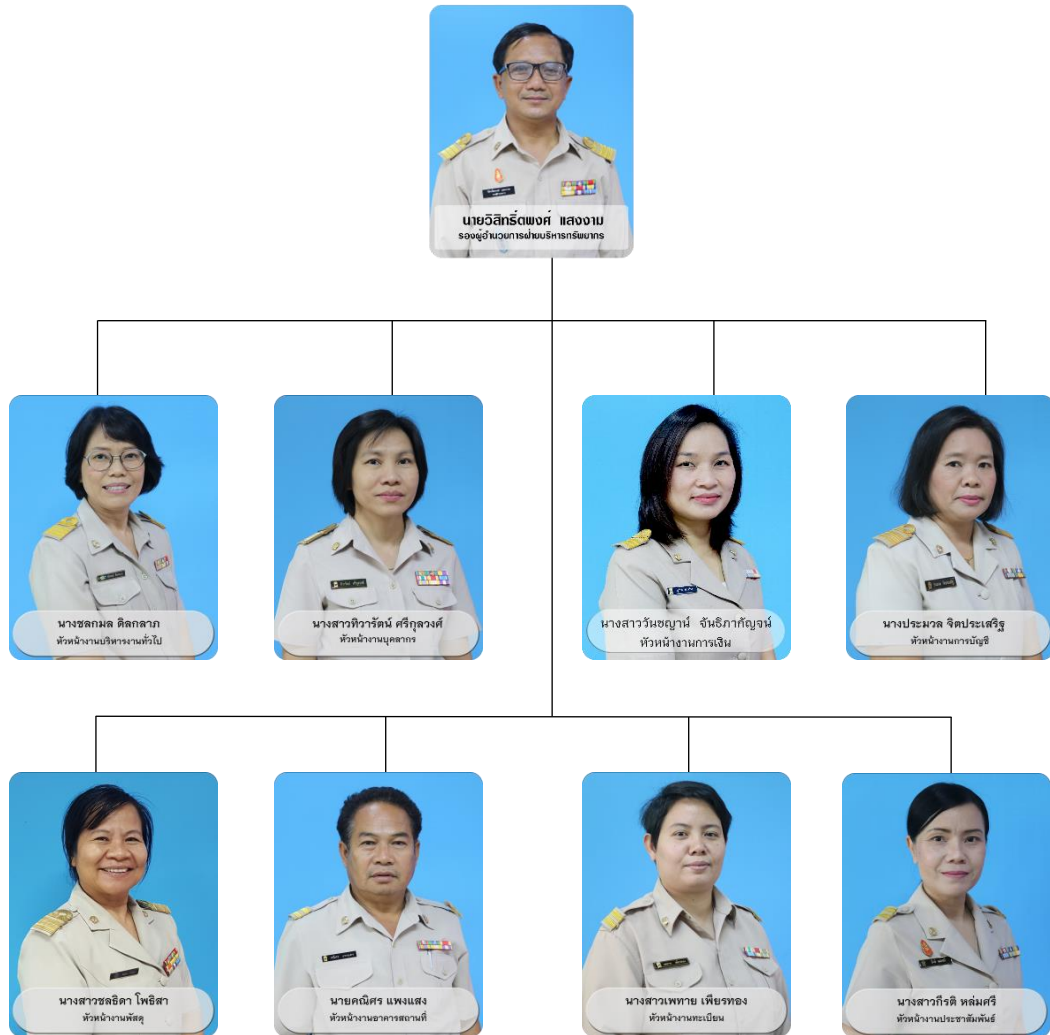 นายวิสิทธิ์ตพงศ์ แสงงาม
รองผู้อำนวยการฝ่ายบริหารทรัพยากร
นางชลกมล ดิลกลาภ
หัวหน้างานบริหารงานทั่วไป
นางสาวทิวารัตน์ ศรีกุลวงศ์
หัวหน้างานบุคลากร
นางสาววันชญาน์ จันธิภากัญจน์
หัวหน้างานการเงิน
นางประมวล จิตประเสริฐ
หัวหน้างานการบัญชี
นางสาวชลธิดา โพธิสา
หัวหน้างานพัสดุ
นายคณิศร แพงแสง
หัวหน้างานอาคารสถานที่
นางสาวเพทาย เพียรทอง
หัวหน้างานทะเบียน
นางสาวกีรติ หล่มศรี
หัวหน้างานประชาสัมพันธ์